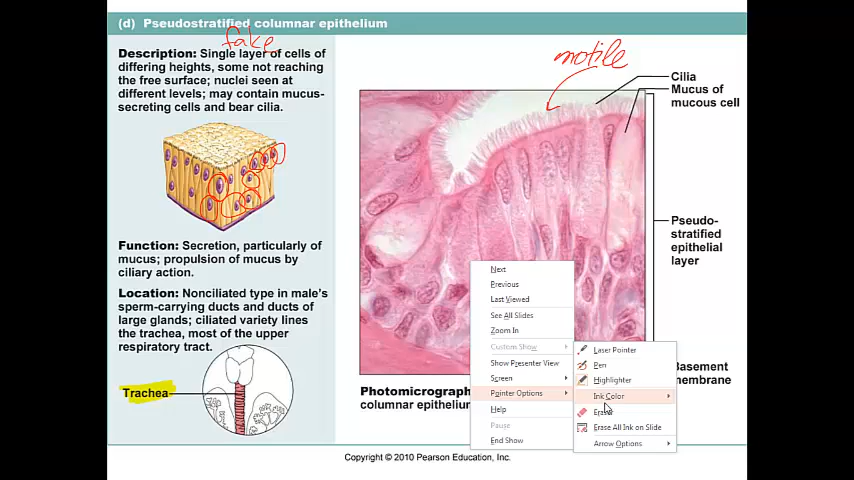 (d) Pseudostratified columnar epithelium
fake
Description: Single layer of cells of
differing heights, some not reaching
the free surface; nuclei seen at
different levels; may contain mucus-
secreting cells and bear cilia.
Function: Secretion, particularly of
mucus; propulsion of mucus by
ciliary action.
Location: Nonciliated type in male's
sperm-carrying ducts and ducts of
large glands; ciliated variety lines
the trachea, most of the upper
respiratory tract.
Trachea
motile
Cilia
Mucus of
mucous cell
Pseudo-
stratified
epithelial
layer
Basement
membrane
Photomicrograph
columnar epithelium
Next
Previous
Last Viewed
See All Slides
Zoom In
Custom Show
Show Presenter View
Screen
Pointer Options
Help
Pause
End Show
Laser Pointer
Pen
Highlighter
Ink Color
Eraser
Erase All Ink on Slide
Arrow Options
Copyright © 2010 Pearson Education, Inc.